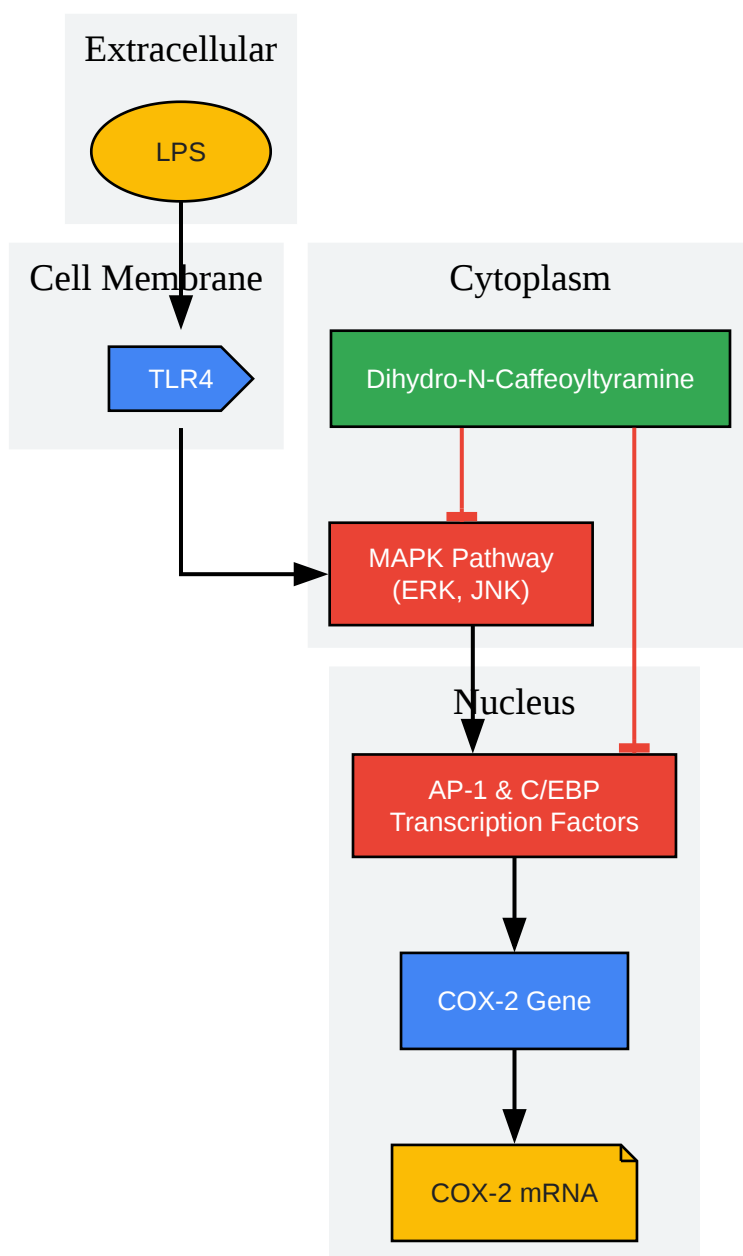 Extracellular
LPS
Cell Membrane
Cytoplasm
TLR4
Dihydro-N-Caffeoyltyramine
MAPK Pathway
(ERK, JNK)
Nucleus
AP-1 & C/EBP
Transcription Factors
COX-2 Gene
COX-2 mRNA